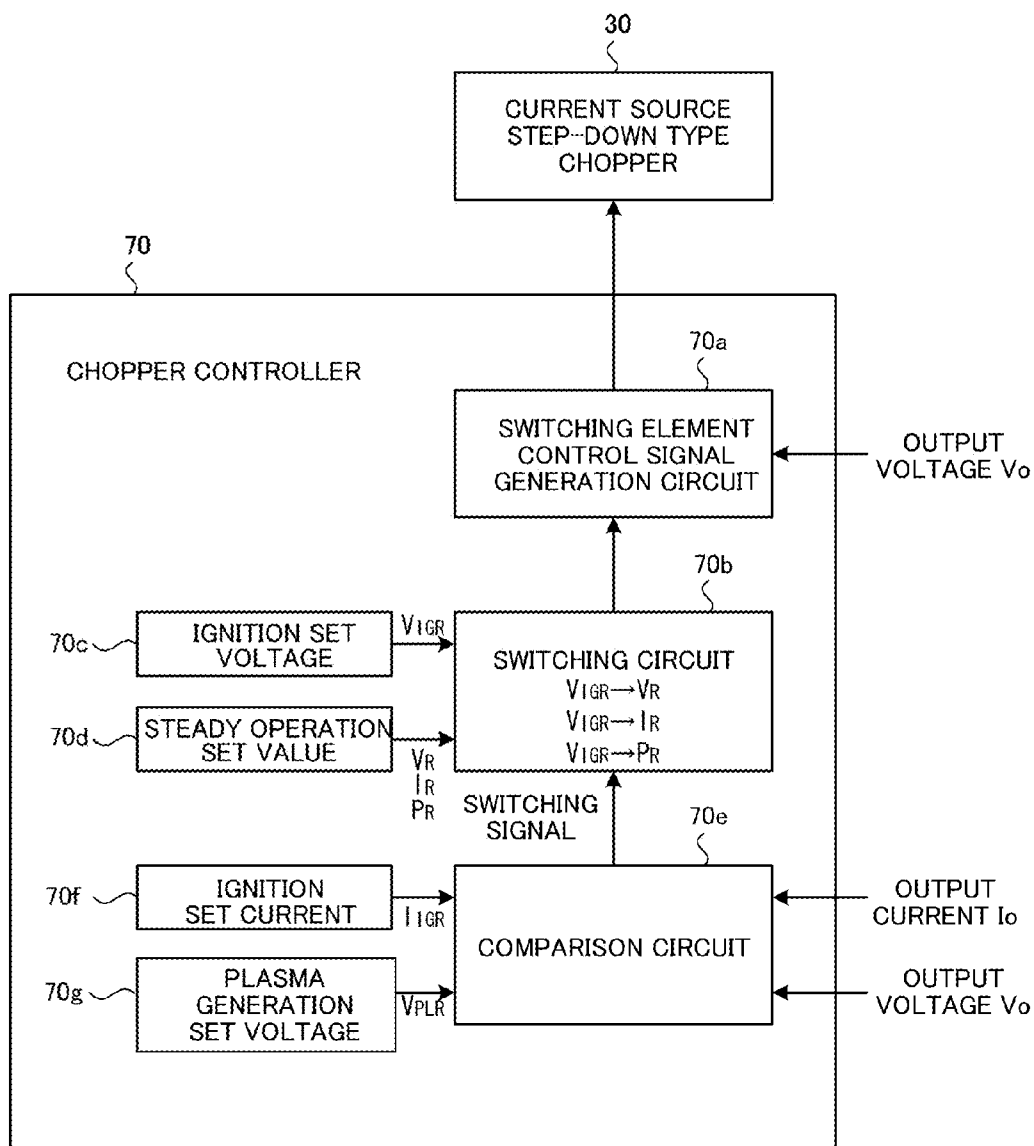 30
CURRENT SOURCE
STEP-DOWN TYPE
CHOPPER
70
CHOPPER CONTROLLER
70a
SWITCHING ELEMENT
CONTROL SIGNAL
GENERATION CIRCUIT
OUTPUT
VOLTAGE Vo
70b
70c
IGNITION SET
VOLTAGE
VIGR
SWITCHING CIRCUIT
VIGR→VR
VIGR→IR
VIGR→PR
70d
STEADY OPERATION
SET VALUE
VR
IR
PR
SWITCHING
SIGNAL
70e
70f
IGNITION
SET CURRENT
IIGR
COMPARISON CIRCUIT
OUTPUT
CURRENT Io
70g
PLASMA
GENERATION
SET VOLTAGE
VPLR
OUTPUT
VOLTAGE Vo